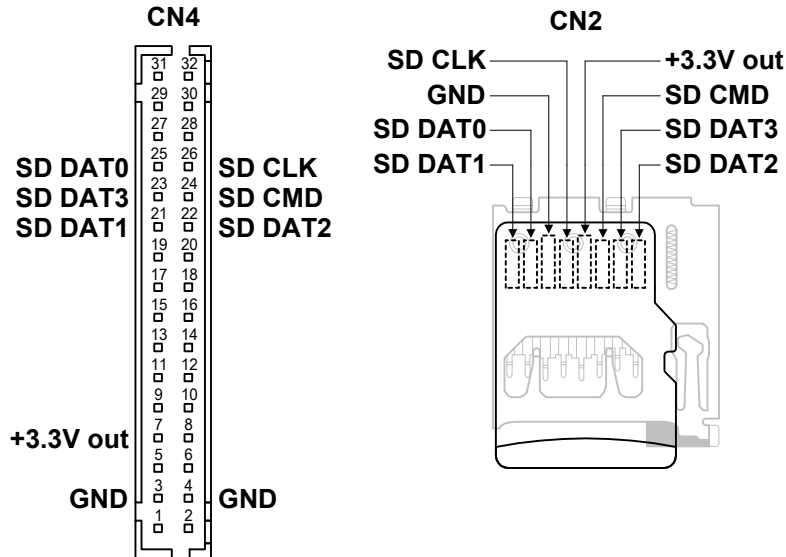 CN4
31 32
29 30
27 28
SD DAT0 25 26 SD CLK
SD DAT3 23 24 SD CMD
SD DAT1 21 22 SD DAT2
19 20
17 18
15 16
13 14
11 12
9 10
+3.3V out 7 8
5 6
GND 3 4 GND
1 2
CN2
SD CLK +3.3V out
GND SD CMD
SD DAT0 SD DAT3
SD DAT1 SD DAT2